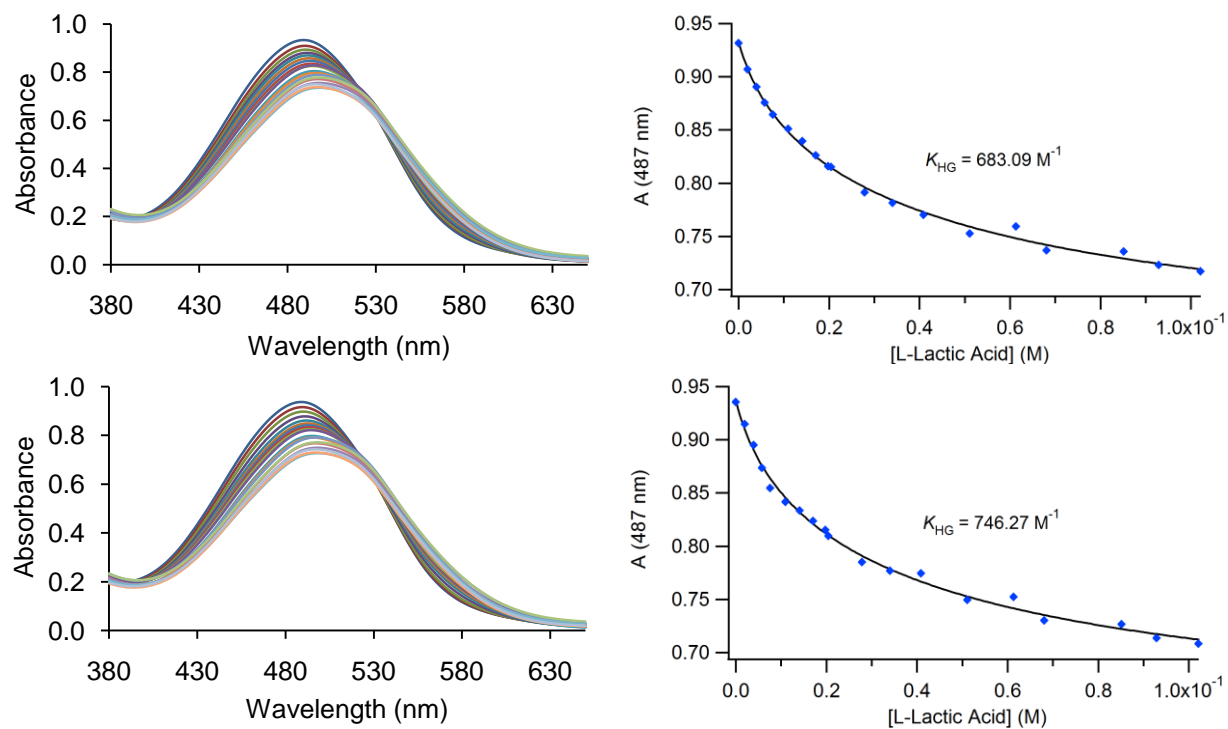 1.0
0.8
0.6
0.4
0.2
0.0
Absorbance
380 430 480 530 580 630
Wavelength (nm)
0.95
0.90
0.85
0.80
0.75
0.70
A (487 nm)
K_HG = 683.09 M⁻¹
0.0 0.2 0.4 0.6 0.8 1.0x10⁻¹
[L-Lactic Acid] (M)
1.0
0.8
0.6
0.4
0.2
0.0
Absorbance
380 430 480 530 580 630
Wavelength (nm)
0.95
0.90
0.85
0.80
0.75
0.70
A (487 nm)
K_HG = 746.27 M⁻¹
0.0 0.2 0.4 0.6 0.8 1.0x10⁻¹
[L-Lactic Acid] (M)